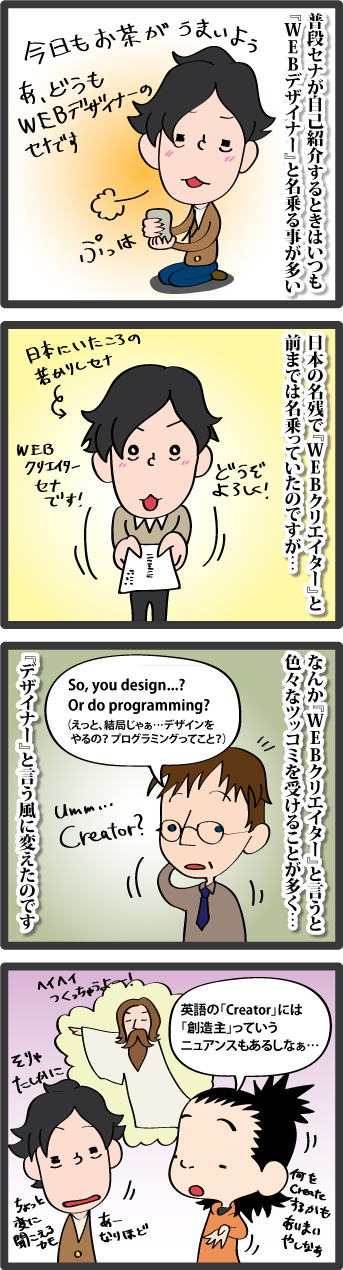 普段セナが自己紹介するときはいつも
『WEBデザイナー』と名乗る事が多い
今日もお茶が うまいよぅ
あ、どうも
WEBデザイナーの
セナです
ぷっは
日本の名残で『WEBクリエイター』と
前までは名乗っていたのですが…
日本にいたころの
若かりしセナ
WEB
クリエイター
セナ
です!
どうぞ
よろしく!
なんか『WEBクリエイター』と言うと
色々なツッコミを受けることが多く…
So, you design...?
Or do programming?
(えっと、結局じゃぁ…デザインを
やるの？プログラミングってこと？)
Umm...
Creator?
『デザイナー』と言う風に変えたのです
英語の「Creator」には
「創造主」っていう
ニュアンスもあるしなぁ…
ヘイヘイ
つくっちゃうよー!
そりゃ
たしかに
何を
Create
するかも
あいまい
やしなぁ
ちょっと
変に
聞こえる
かも
あー
なりほど